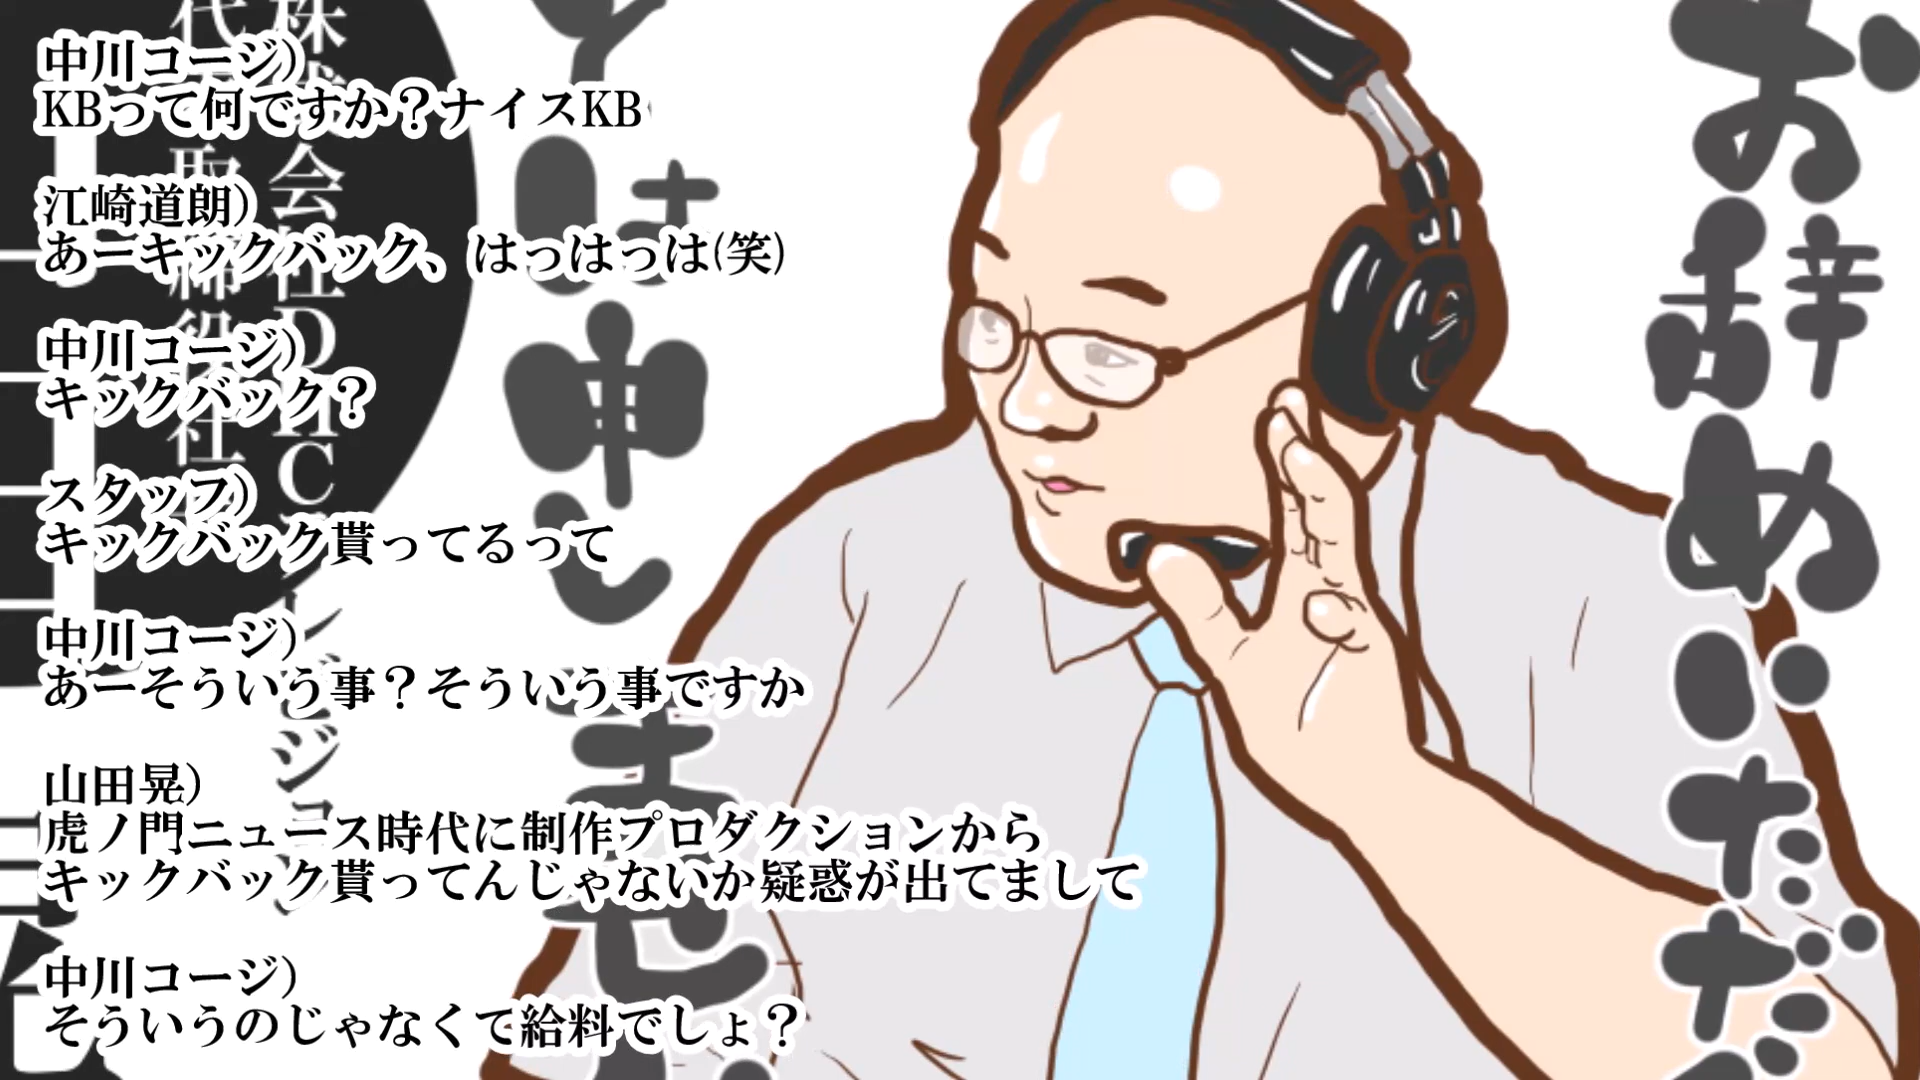 中川コージ）
KBって何ですか？ナイスKB
江崎道朗）
あーキックバック、はっはっは(笑)
中川コージ）
キックバック？
スタッフ）
キックバック貰ってるって
中川コージ）
あーそういう事？そういう事ですか
山田晃）
虎ノ門ニュース時代に制作プロダクションから
キックバック貰ってんじゃないか疑惑が出てまして
中川コージ）
そういうのじゃなくて給料でしょ？
お辞めいただ
は申しませ